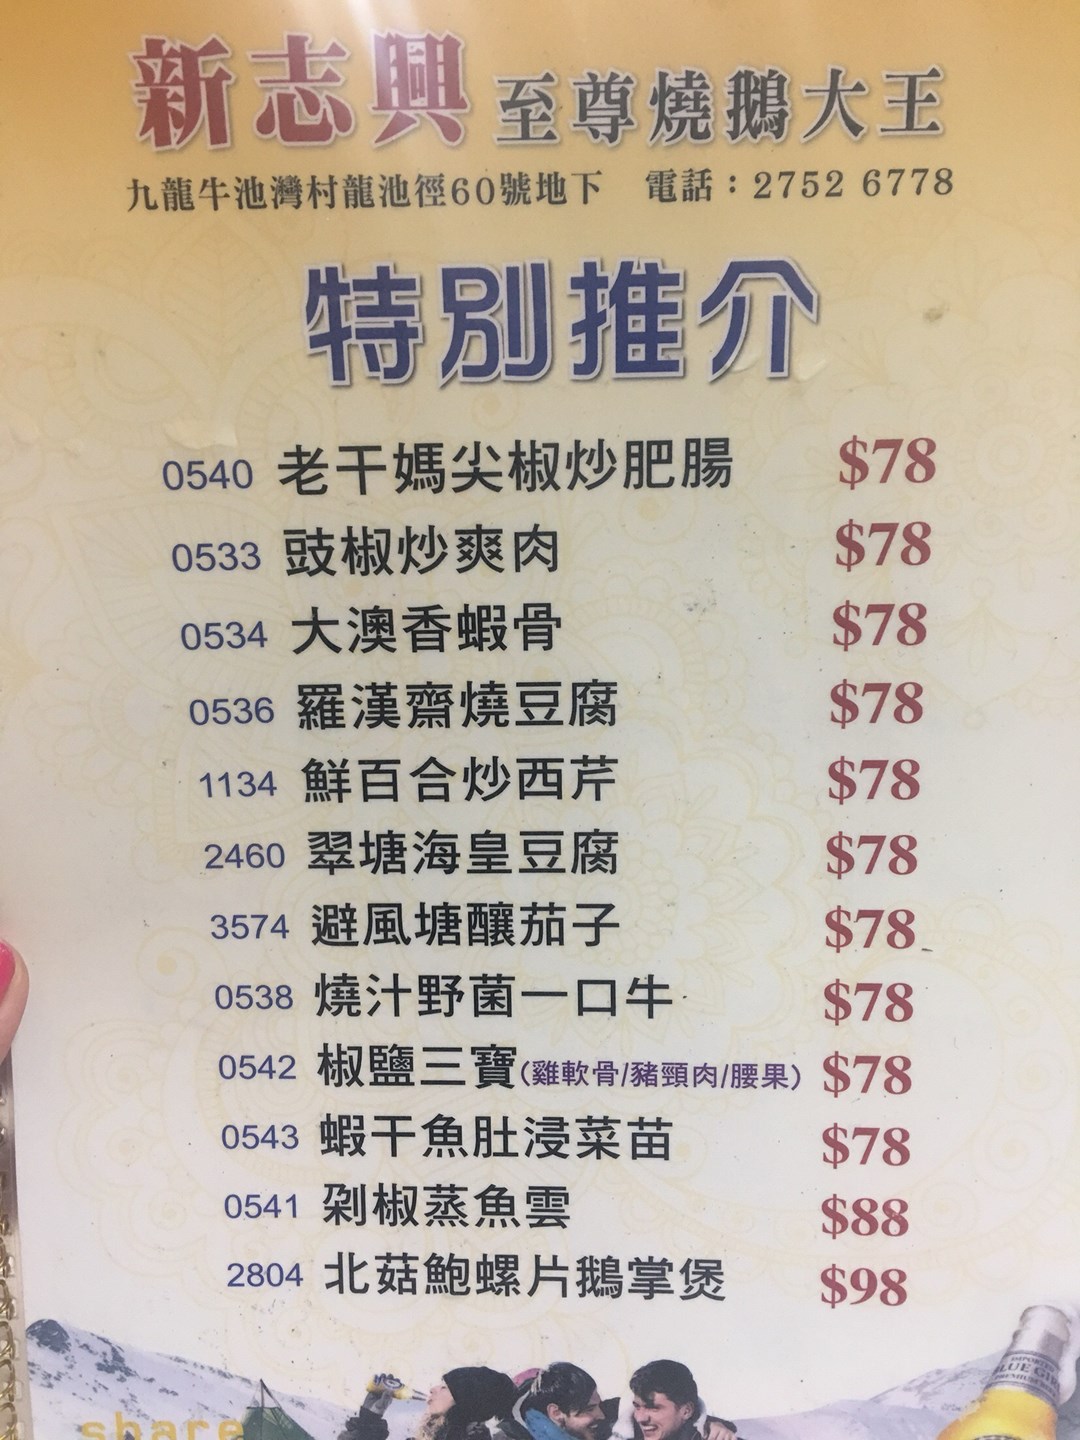 新志興 至尊燒鵝大王
九龍牛池灣村龍池徑60號地下 電話：2752 6778
特別推介
0540 老干媽尖椒炒肥腸 $78
0533 豉椒炒爽肉 $78
0534 大澳香蝦骨 $78
0536 羅漢齋燒豆腐 $78
1134 鮮百合炒西芹 $78
2460 翠塘海皇豆腐 $78
3574 避風塘釀茄子 $78
0538 燒汁野菌一口牛 $78
0542 椒鹽三寶(雞軟骨/豬頸肉/腰果) $78
0543 蝦干魚肚浸菜苗 $78
0541 剁椒蒸魚雲 $88
2804 北菇鮑螺片鵝掌煲 $98
IMPORTED
BLUE GIRL
PREMIUM
share